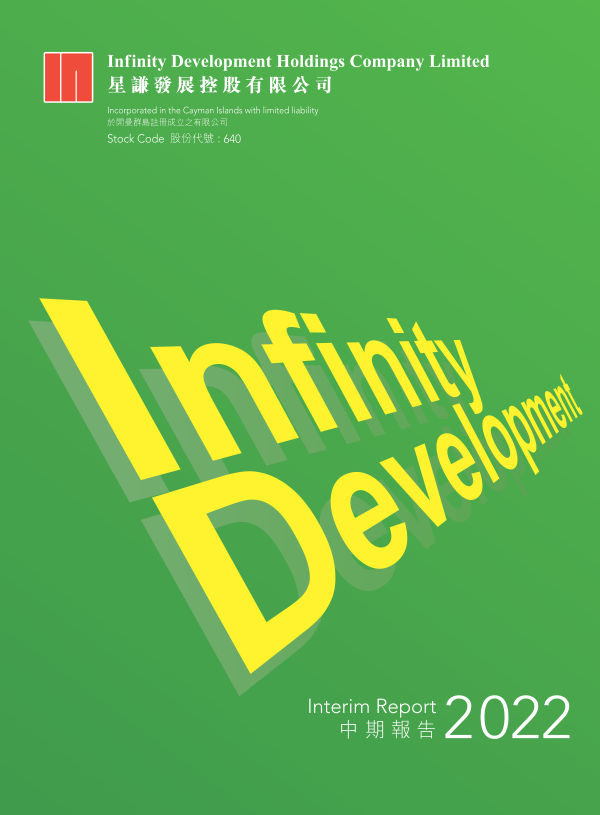 Infinity Development Holdings Company Limited
星謙發展控股有限公司
Incorporated in the Cayman Islands with limited liability
於開曼群島註冊成立之有限公司
Stock Code 股份代號 : 640
Infinity
Development
Interim Report
中期報告
2022